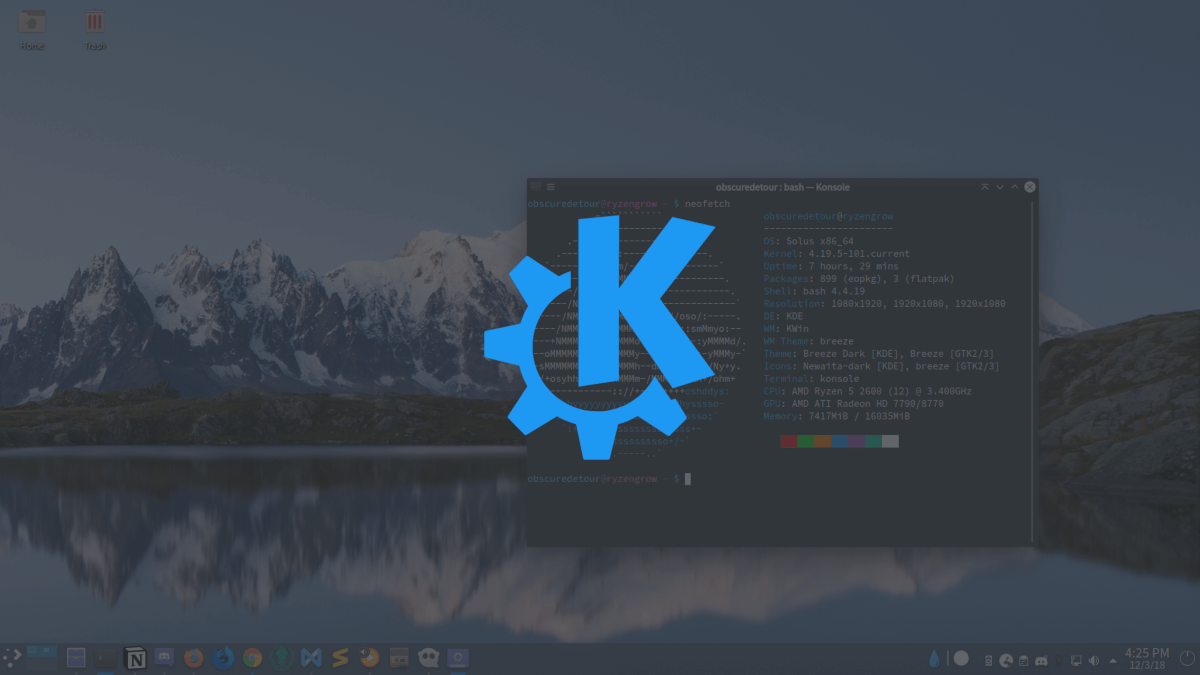 Home
Trash
obscuredetour : bash — Konsole
obscuredetour@ryzengrow ~ $ neofetch
obscuredetour@ryzengrow
-----------------------
OS: Solus x86_64
Kernel: 4.19.5-101.current
Uptime: 7 hours, 29 mins
Packages: 899 (eopkg), 3 (flatpak)
Shell: bash 4.4.19
Resolution: 1080x1920, 1920x1080, 1920x1080
DE: KDE
WM: KWin
WM Theme: breeze
Theme: Breeze Dark [KDE], Breeze [GTK2/3]
Icons: Newaita-dark [KDE], breeze [GTK2/3]
Terminal: konsole
CPU: AMD Ryzen 5 2600 (12) @ 3.400GHz
GPU: AMD ATI Radeon HD 7790/8770
Memory: 7417MiB / 16035MiB
obscuredetour@ryzengrow ~ $
K
N
4:25 PM
12/3/18